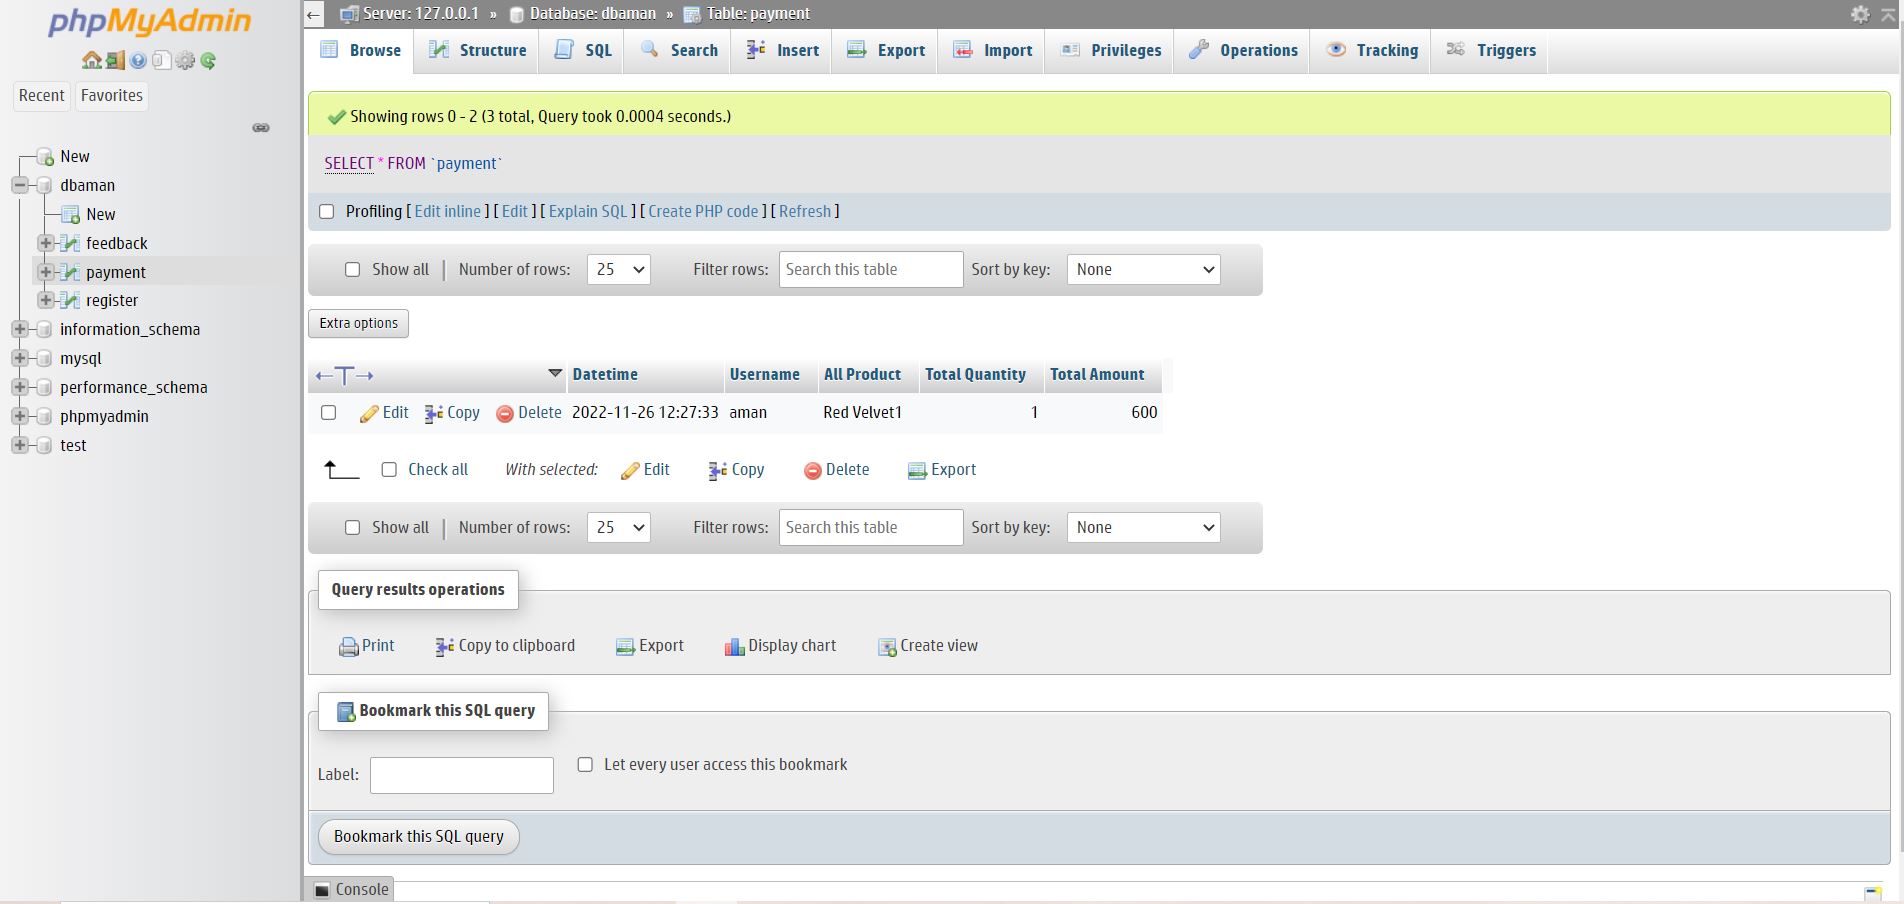 phpMyAdmin
Recent Favorites
New
dbaman
New
feedback
payment
register
information_schema
mysql
performance_schema
phpmyadmin
test
Server: 127.0.0.1 » Database: dbaman » Table: payment
Browse Structure SQL Search Insert Export Import Privileges Operations Tracking Triggers
Showing rows 0 - 2 (3 total, Query took 0.0004 seconds.)
SELECT * FROM `payment`
Profiling [ Edit inline ] [ Edit ] [ Explain SQL ] [ Create PHP code ] [ Refresh ]
Show all | Number of rows: 25 Filter rows: Search this table Sort by key: None
Extra options
←T→ Datetime Username All Product Total Quantity Total Amount
Edit Copy Delete 2022-11-26 12:27:33 aman Red Velvet1 1 600
Check all With selected: Edit Copy Delete Export
Show all | Number of rows: 25 Filter rows: Search this table Sort by key: None
Query results operations
Print Copy to clipboard Export Display chart Create view
Bookmark this SQL query
Label: Let every user access this bookmark
Bookmark this SQL query
Console